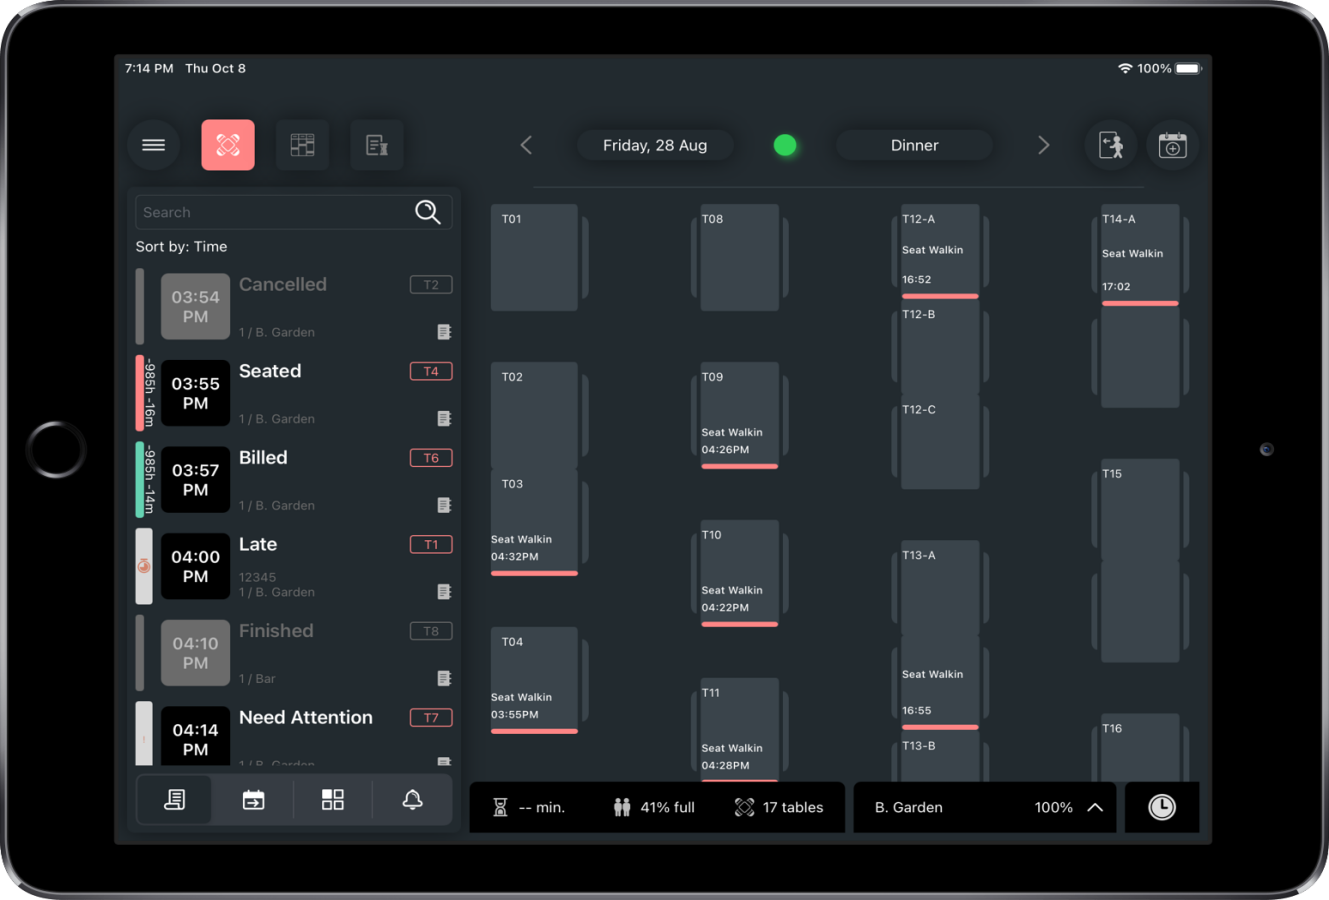 7:14 PM Thu Oct 8
100%
Friday, 28 Aug
Dinner
Search
Sort by: Time
03:54 PM
Cancelled
T2
1 / B. Garden
-985h -16m
03:55 PM
Seated
T4
1 / B. Garden
-985h -14m
03:57 PM
Billed
T6
1 / B. Garden
04:00 PM
Late
T1
12345
1 / B. Garden
04:10 PM
Finished
T8
1 / Bar
04:14 PM
Need Attention
T7
1 / B. Garden
T01
T02
T03
Seat Walkin
04:32PM
T04
Seat Walkin
03:55PM
T08
T09
Seat Walkin
04:26PM
T10
Seat Walkin
04:22PM
T11
Seat Walkin
04:28PM
T12-A
Seat Walkin
16:52
T12-B
T12-C
T13-A
Seat Walkin
16:55
T13-B
T14-A
Seat Walkin
17:02
T15
T16
-- min.
41% full
17 tables
B. Garden
100%